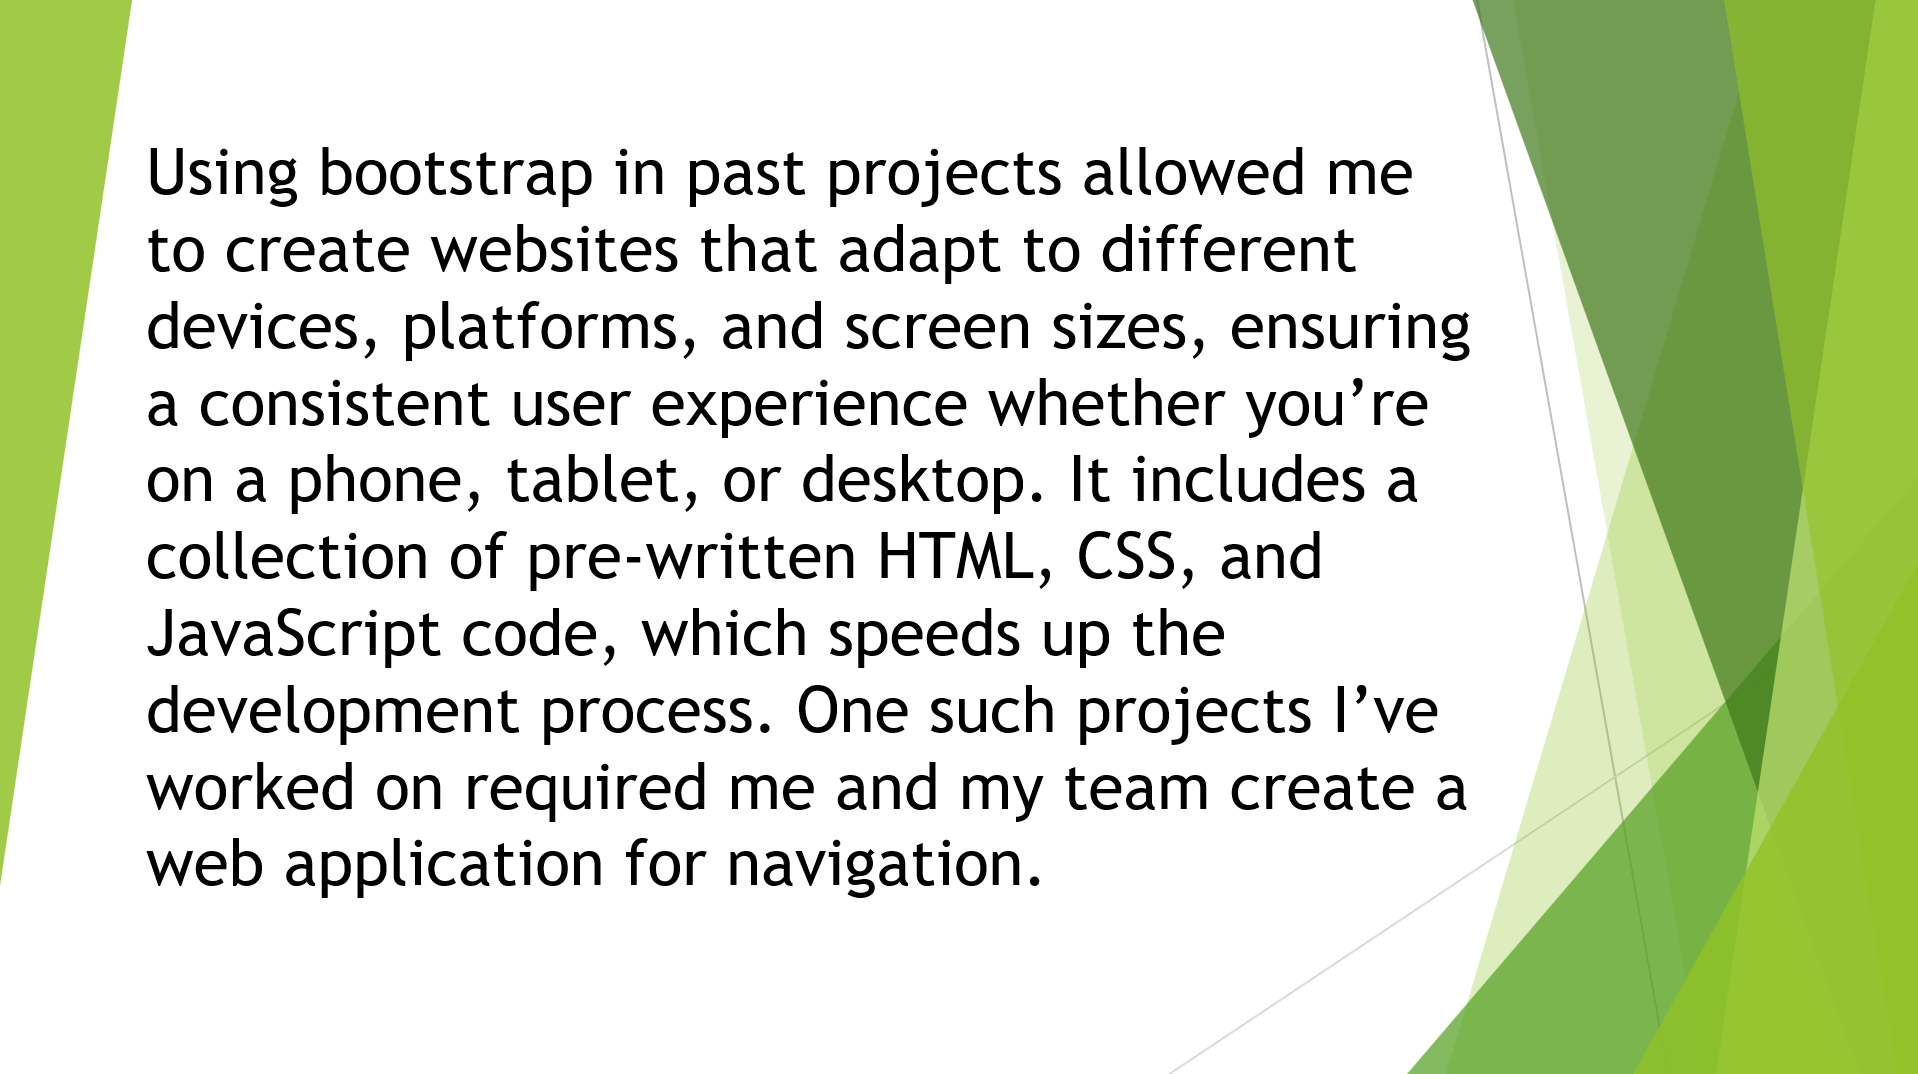 Using bootstrap in past projects allowed me
to create websites that adapt to different
devices, platforms, and screen sizes, ensuring
a consistent user experience whether you’re
on a phone, tablet, or desktop. It includes a
collection of pre-written HTML, CSS, and
JavaScript code, which speeds up the
development process. One such projects I’ve
worked on required me and my team create a
web application for navigation.